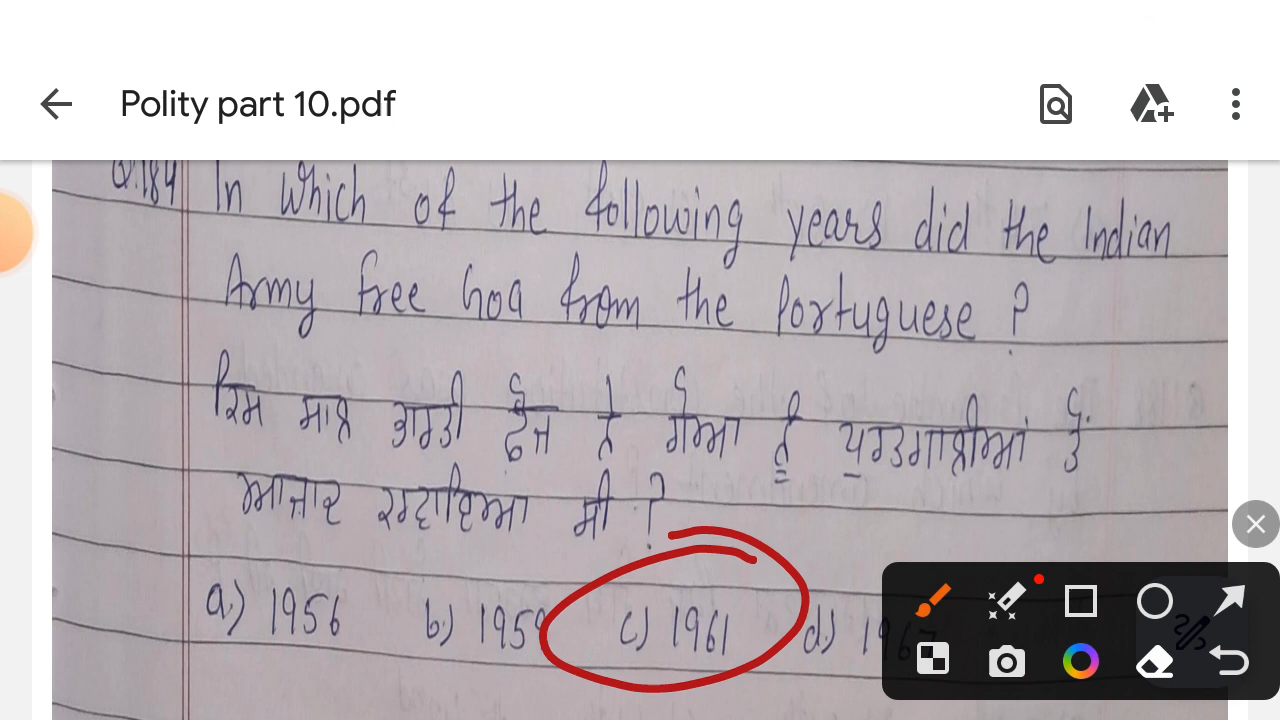 Polity part 10.pdf
Q.184 In which of the following years did the Indian
Army free Goa from the Portuguese ?
ਕਿਸ ਸਾਲ ਭਾਰਤੀ ਫੌਜ ਨੇ ਗੋਆ ਨੂੰ ਪੁਰਤਗਾਲੀਆਂ ਤੋਂ
ਆਜਾਦ ਕਰਵਾਇਆ ਸੀ ?
a) 1956 b) 1959 c) 1961 d)